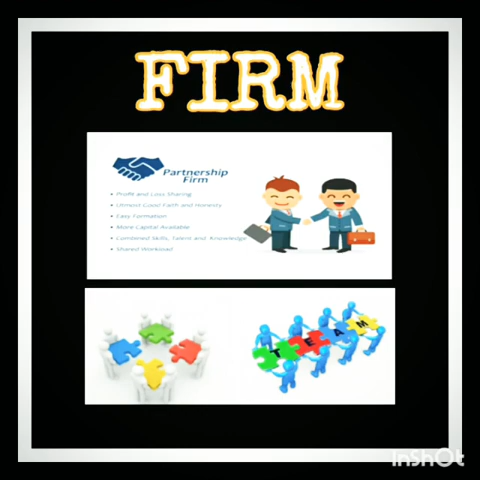 FIRM
Partnership
Firm
• Profit and Loss Sharing
• Utmost Good Faith and Honesty
• Easy Formation
• More Capital Available
• Combined Skills, Talent and Knowledge
• Shared Workload
TEAM
InShOt